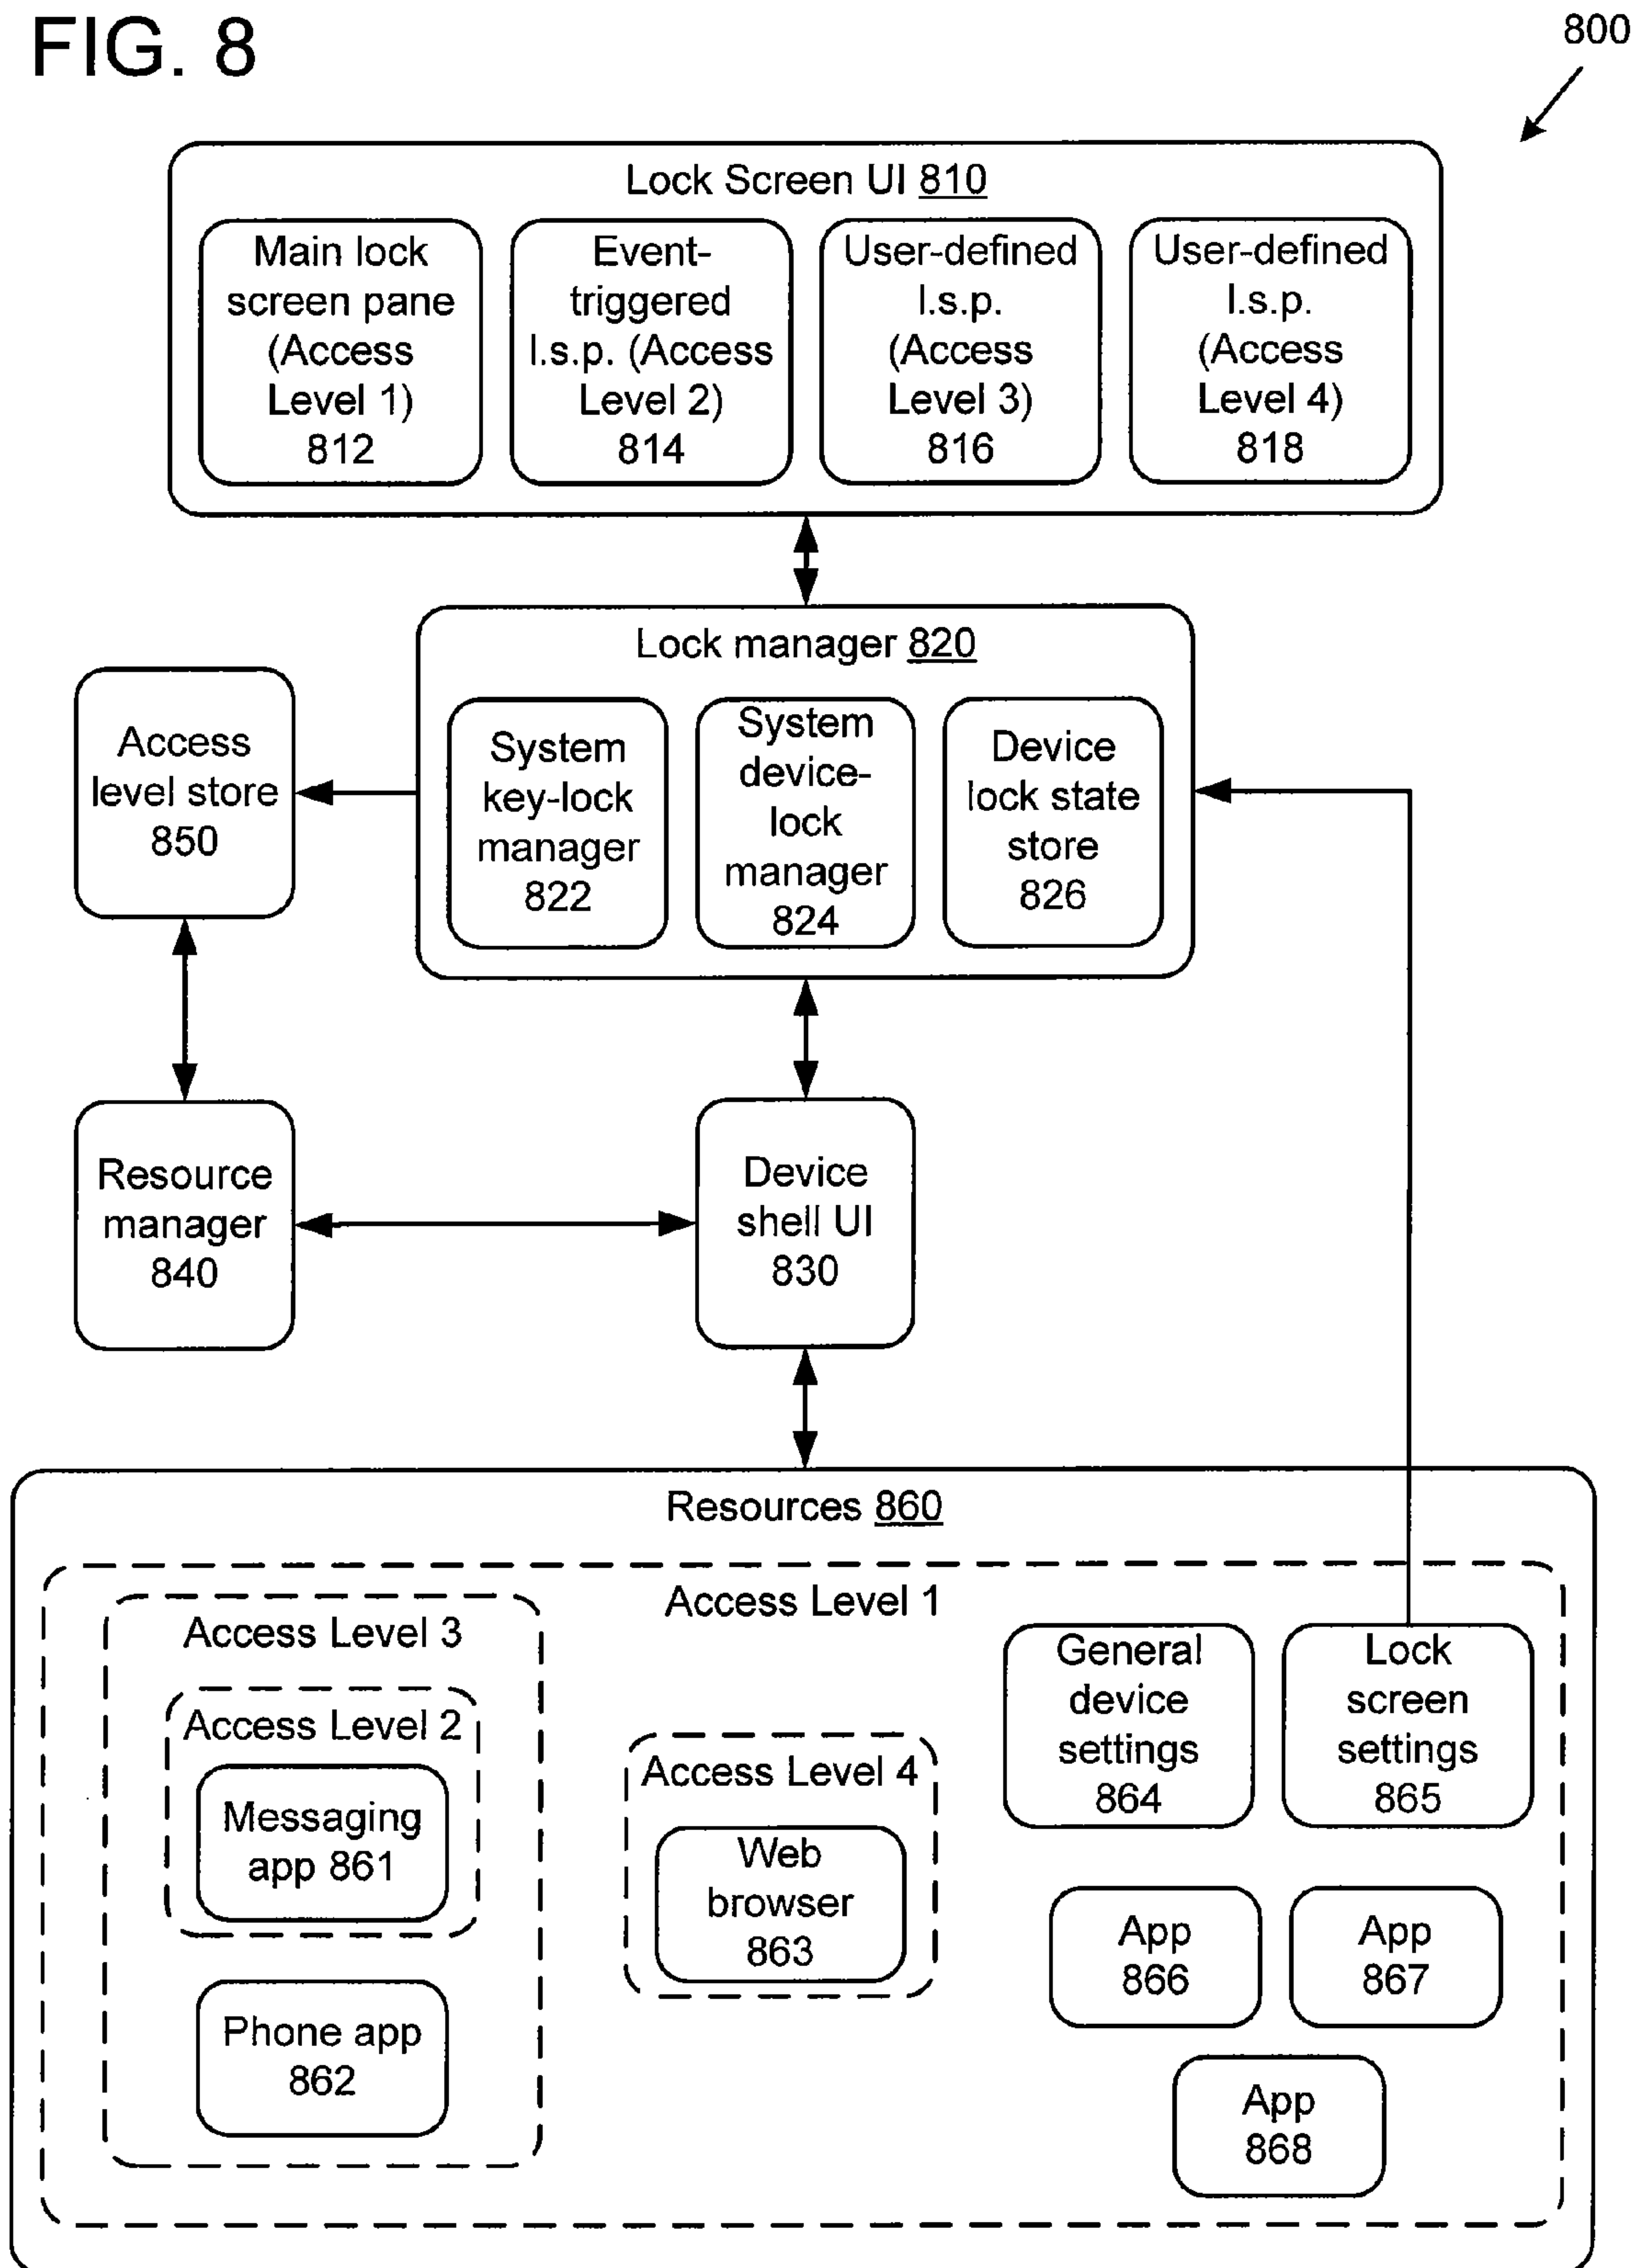 FIG. 8
800
Lock Screen UI 810
Main lock
screen pane
(Access
Level 1)
812
Event-
triggered
l.s.p. (Access
Level 2)
814
User-defined
l.s.p.
(Access
Level 3)
816
User-defined
l.s.p.
(Access
Level 4)
818
Lock manager 820
Access
level store
850
System
key-lock
manager
822
System
device-
lock
manager
824
Device
lock state
store
826
Resource
manager
840
Device
shell UI
830
Resources 860
Access Level 1
Access Level 3
Access Level 2
Messaging
app 861
Phone app
862
Access Level 4
Web
browser
863
General
device
settings
864
Lock
screen
settings
865
App
866
App
867
App
868